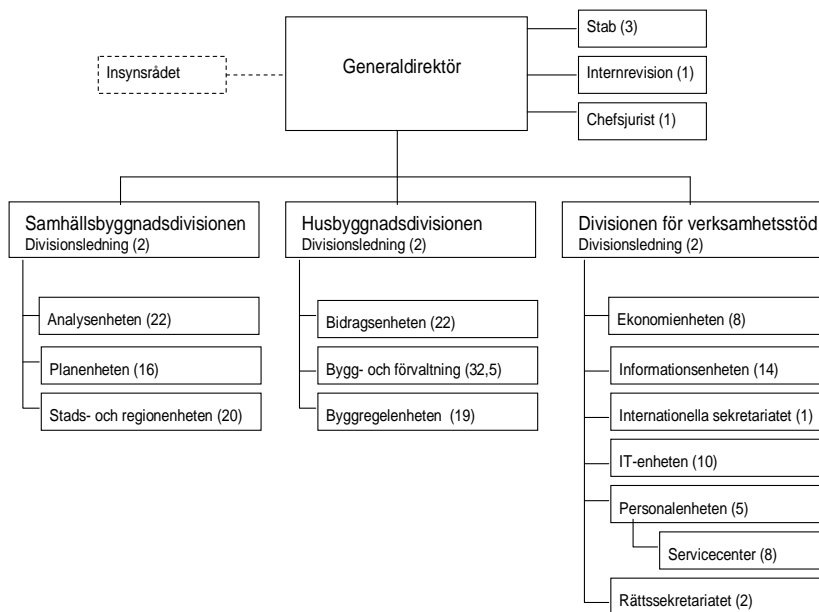 Stab (3)
Insynsrådet
Generaldirektör
Internrevision (1)
Chefsjurist (1)
Samhällsbyggnadsdivisionen
Divisionsledning (2)
Analysenheten (22)
Planenheten (16)
Stads- och regionenheten (20)
Husbyggnadsdivisionen
Divisionsledning (2)
Bidragsenheten (22)
Bygg- och förvaltning (32,5)
Byggregelenheten (19)
Divisionen för verksamhetsstöd
Divisionsledning (2)
Ekonomienheten (8)
Informationsenheten (14)
Internationella sekretariatet (1)
IT-enheten (10)
Personalenheten (5)
Servicecenter (8)
Rättssekretariatet (2)